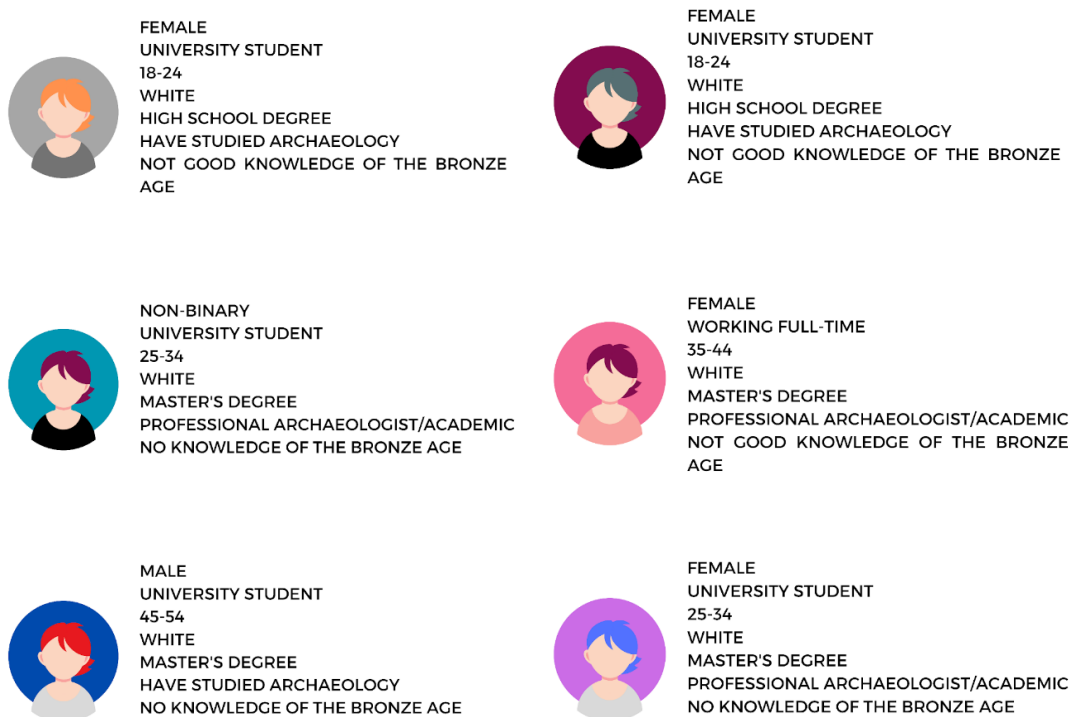 FEMALE
UNIVERSITY STUDENT
18-24
WHITE
HIGH SCHOOL DEGREE
HAVE STUDIED ARCHAEOLOGY
NOT GOOD KNOWLEDGE OF THE BRONZE
AGE
FEMALE
UNIVERSITY STUDENT
18-24
WHITE
HIGH SCHOOL DEGREE
HAVE STUDIED ARCHAEOLOGY
NOT GOOD KNOWLEDGE OF THE BRONZE
AGE
NON-BINARY
UNIVERSITY STUDENT
25-34
WHITE
MASTER'S DEGREE
PROFESSIONAL ARCHAEOLOGIST/ACADEMIC
NO KNOWLEDGE OF THE BRONZE AGE
FEMALE
WORKING FULL-TIME
35-44
WHITE
MASTER'S DEGREE
PROFESSIONAL ARCHAEOLOGIST/ACADEMIC
NOT GOOD KNOWLEDGE OF THE BRONZE
AGE
MALE
UNIVERSITY STUDENT
45-54
WHITE
MASTER'S DEGREE
HAVE STUDIED ARCHAEOLOGY
NO KNOWLEDGE OF THE BRONZE AGE
FEMALE
UNIVERSITY STUDENT
25-34
WHITE
MASTER'S DEGREE
PROFESSIONAL ARCHAEOLOGIST/ACADEMIC
NO KNOWLEDGE OF THE BRONZE AGE